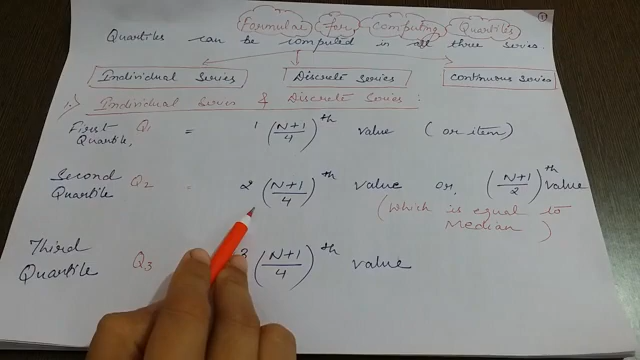 Formulae for computing Quartiles
Quartiles can be computed in all three series.
Individual Series Discrete Series Continuous Series
1.) Individual Series & Discrete Series :
First Quartile, Q1 = 1 (N+1/4)th value (or item)
Second Quartile Q2 = 2 (N+1/4)th value or (N+1/2)th value
(Which is equal to Median)
Third Quartile Q3 3 (N+1/4)th value